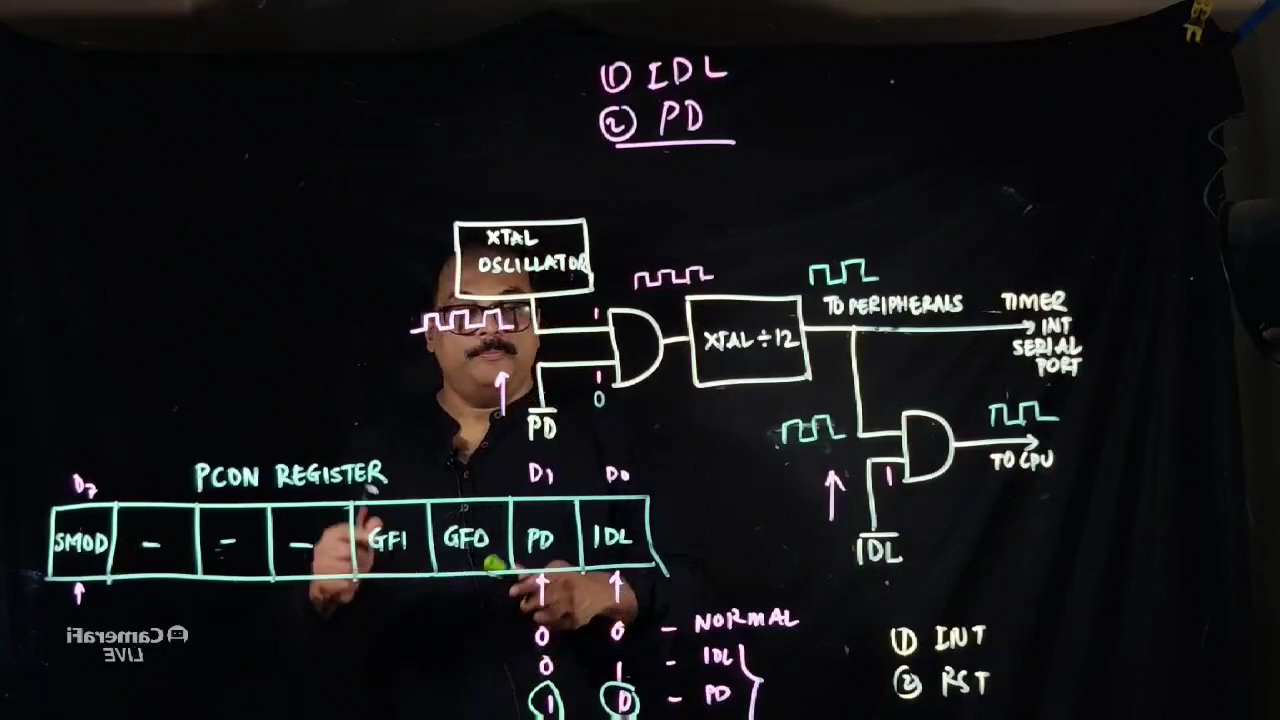 ① IDL
② PD
XTAL
OSCILLATOR
1
1
0
PD
XTAL÷12
TO PERIPHERALS
TIMER
INT
SERIAL
PORT
1
TO CPU
IDL
PCON REGISTER
D7
D1
D0
SMOD - - - GF1 GF0 PD IDL
0 0 - NORMAL
0 1 - IDL
1 0 - PD
① INT
② RST
CameraFi
LIVE